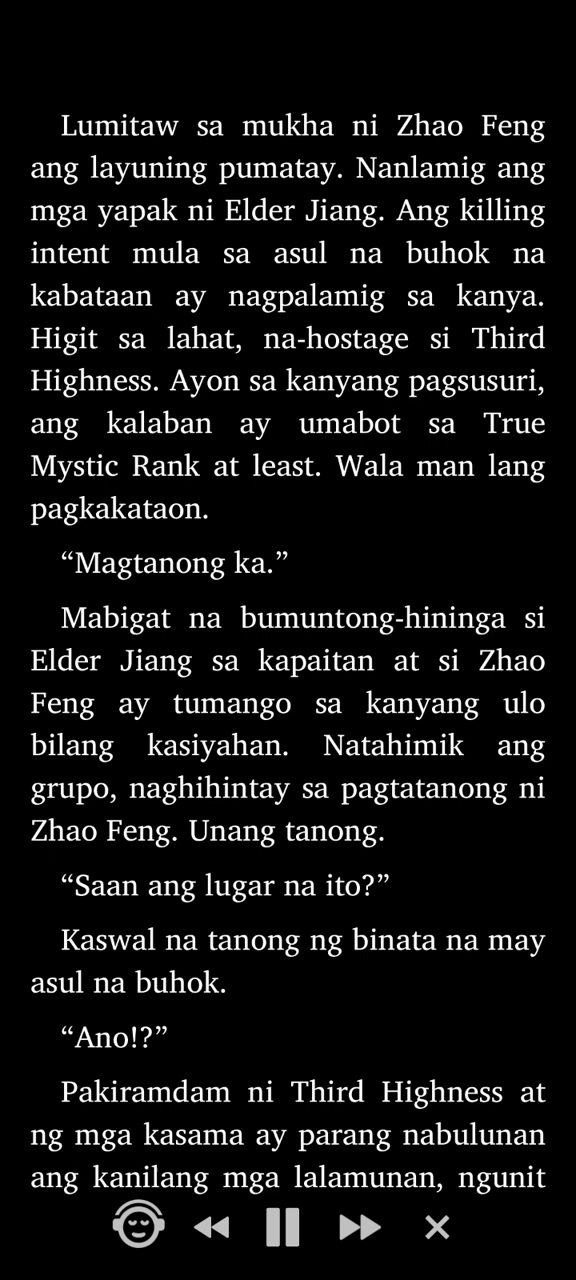 Lumitaw sa mukha ni Zhao Feng
ang layuning pumatay. Nanlamig ang
mga yapak ni Elder Jiang. Ang killing
intent mula sa asul na buhok na
kabataan ay nagpalamig sa kanya.
Higit sa lahat, na-hostage si Third
Highness. Ayon sa kanyang pagsusuri,
ang kalaban ay umabot sa True
Mystic Rank at least. Wala man lang
pagkakataon.
“Magtanong ka.”
Mabigat na bumuntong-hininga si
Elder Jiang sa kapaitan at si Zhao
Feng ay tumango sa kanyang ulo
bilang kasiyahan. Natahimik ang
grupo, naghihintay sa pagtatanong ni
Zhao Feng. Unang tanong.
“Saan ang lugar na ito?”
Kaswal na tanong ng binata na may
asul na buhok.
“Ano!?”
Pakiramdam ni Third Highness at
ng mga kasama ay parang nabulunan
ang kanilang mga lalamunan, ngunit